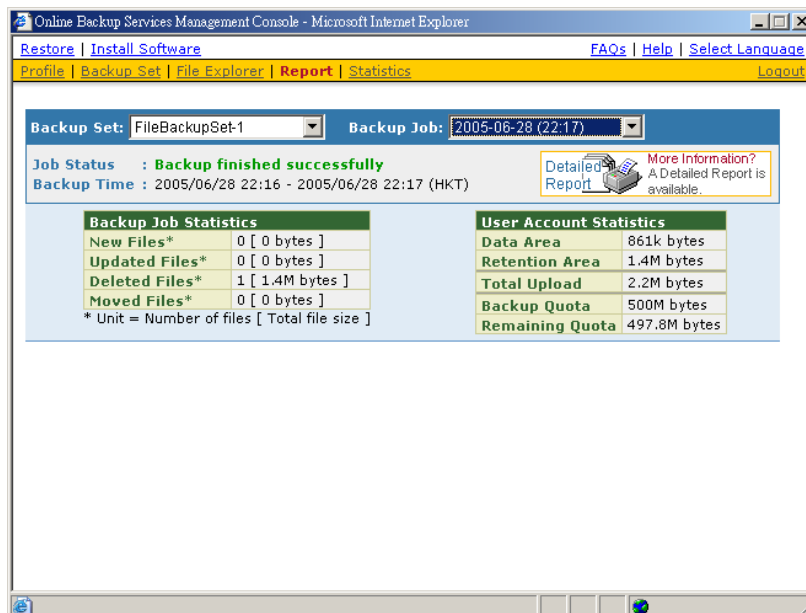 Online Backup Services Management Console - Microsoft Internet Explorer
Restore | Install Software FAQs | Help | Select Language
Profile | Backup Set | File Explorer | Report | Statistics Logout
Backup Set: FileBackupSet-1 Backup Job: 2005-06-28 (22:17)
Job Status : Backup finished successfully
Backup Time : 2005/06/28 22:16 - 2005/06/28 22:17 (HKT)
Detailed Report
More Information?
A Detailed Report is
available.
Backup Job Statistics
New Files* 0 [ 0 bytes ]
Updated Files* 0 [ 0 bytes ]
Deleted Files* 1 [ 1.4M bytes ]
Moved Files* 0 [ 0 bytes ]
* Unit = Number of files [ Total file size ]
User Account Statistics
Data Area 861k bytes
Retention Area 1.4M bytes
Total Upload 2.2M bytes
Backup Quota 500M bytes
Remaining Quota 497.8M bytes